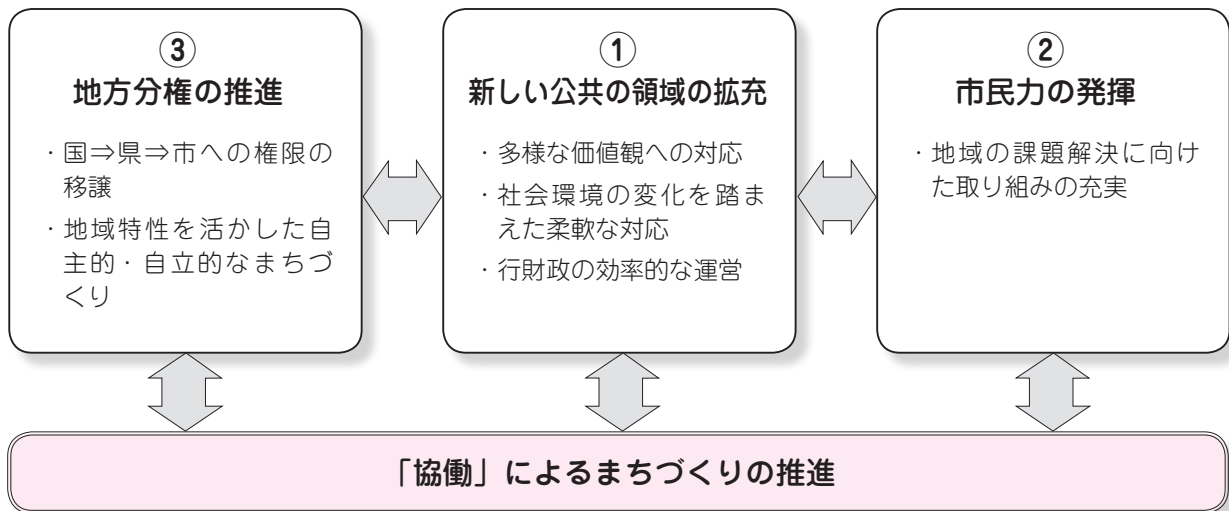 ③
地方分権の推進
・国⇒県⇒市への権限の
移譲
・地域特性を活かした自
主的・自立的なまちづ
くり
①
新しい公共の領域の拡充
・多様な価値観への対応
・社会環境の変化を踏ま
えた柔軟な対応
・行財政の効率的な運営
②
市民力の発揮
・地域の課題解決に向け
た取り組みの充実
「協働」によるまちづくりの推進